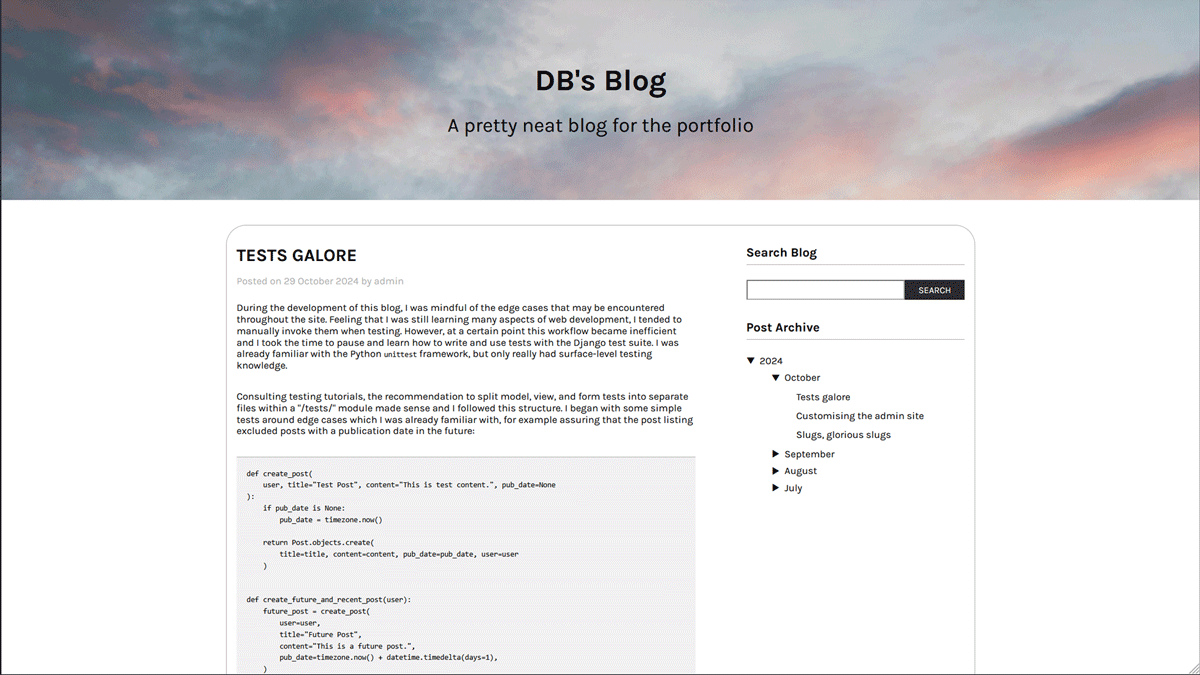 DB's Blog
A pretty neat blog for the portfolio
TESTS GALORE
Posted on 29 October 2024 by admin
During the development of this blog, I was mindful of the edge cases that may be encountered
throughout the site. Feeling that I was still learning many aspects of web development, I tended to
manually invoke them when testing. However, at a certain point this workflow became inefficient
and I took the time to pause and learn how to write and use tests with the Django test suite. I was
already familiar with the Python unittest framework, but only really had surface-level testing
knowledge.
Consulting testing tutorials, the recommendation to split model, view, and form tests into separate
files within a "/tests/" module made sense and I followed this structure. I began with some simple
tests around edge cases which I was already familiar with, for example assuring that the post listing
excluded posts with a publication date in the future:
def create_post(
    user, title="Test Post", content="This is test content.", pub_date=None
):
    if pub_date is None:
        pub_date = timezone.now()
    return Post.objects.create(
        title=title, content=content, pub_date=pub_date, user=user
    )
def create_future_and_recent_post(user):
    future_post = create_post(
        user=user,
        title="Future Post",
        content="This is a future post.",
        pub_date=timezone.now() + datetime.timedelta(days=1),
    )
Search Blog
SEARCH
Post Archive
▼ 2024
▼ October
Tests galore
Customising the admin site
Slugs, glorious slugs
▶ September
▶ August
▶ July